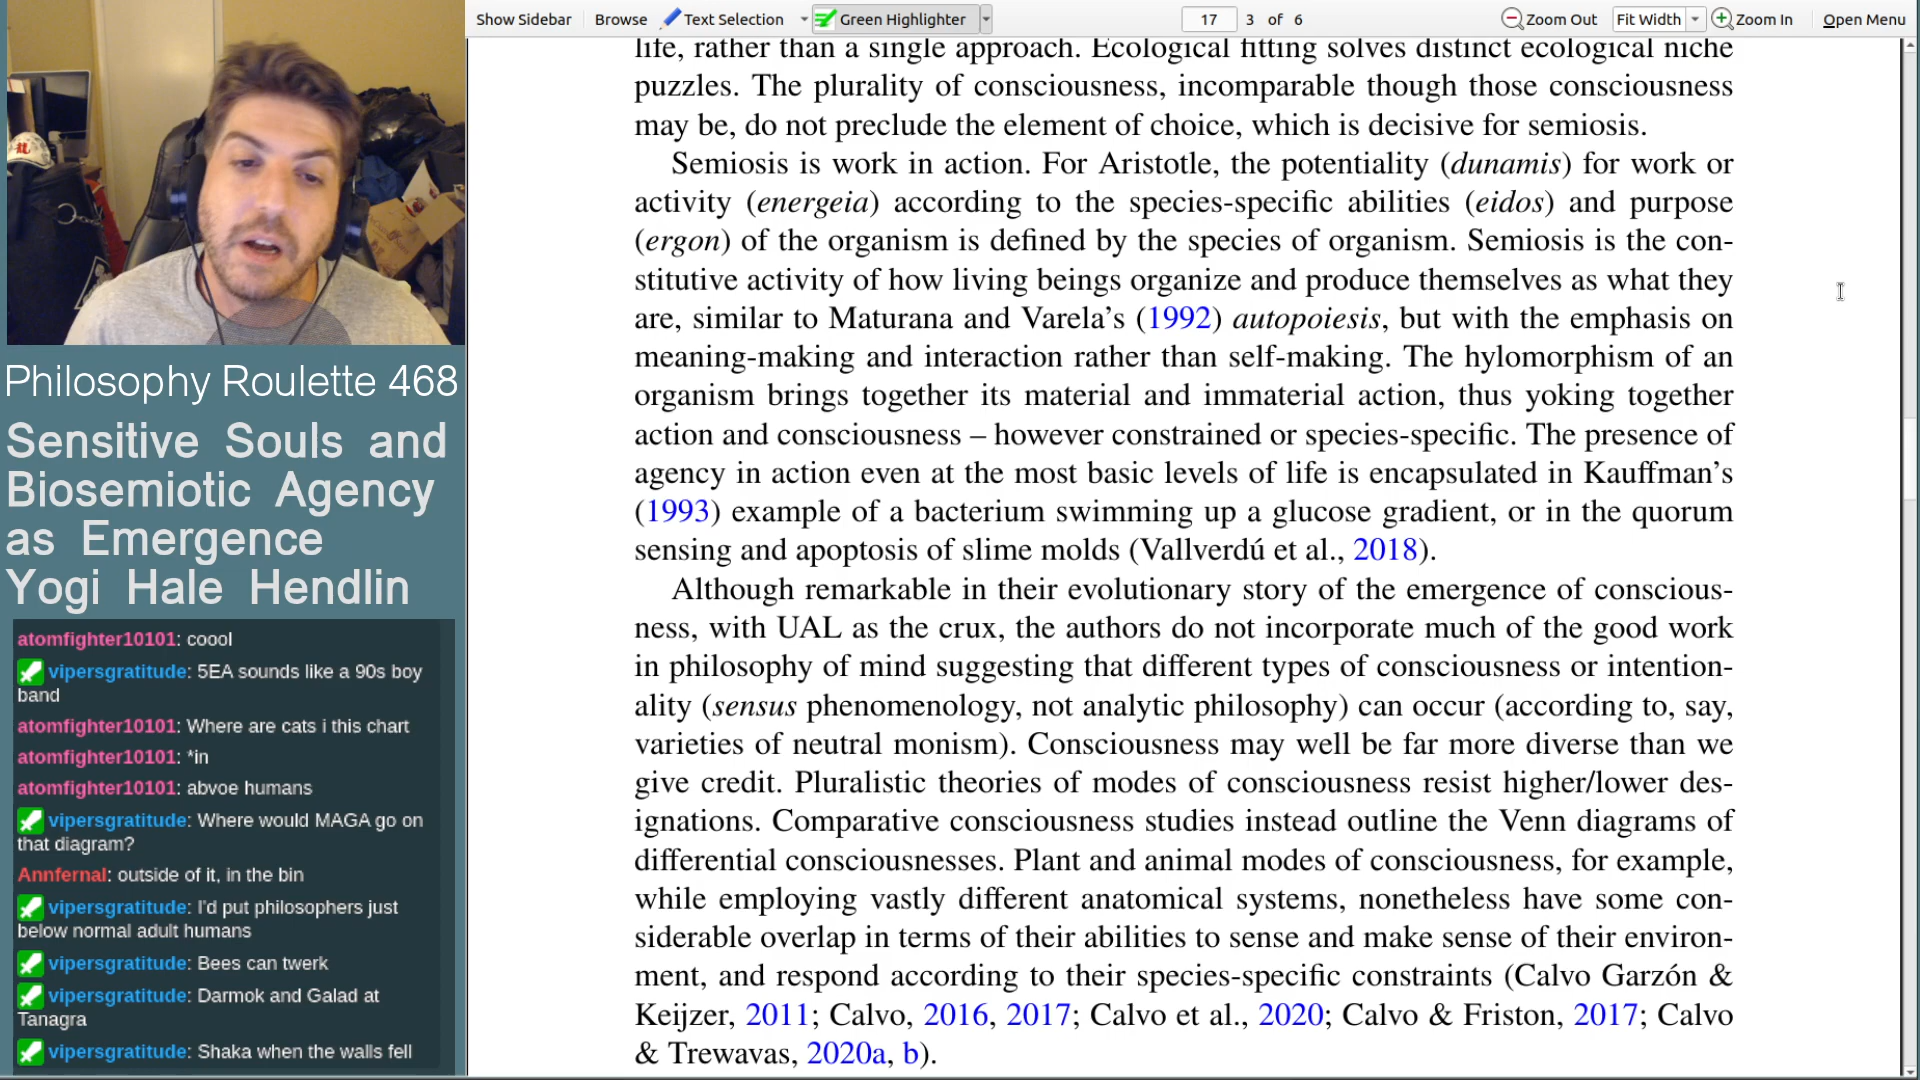 Show Sidebar Browse Text Selection Green Highlighter 17 3 of 6 Zoom Out Fit Width Zoom In Open Menu
life, rather than a single approach. Ecological fitting solves distinct ecological niche
puzzles. The plurality of consciousness, incomparable though those consciousness
may be, do not preclude the element of choice, which is decisive for semiosis.
Semiosis is work in action. For Aristotle, the potentiality (dunamis) for work or
activity (energeia) according to the species-specific abilities (eidos) and purpose
(ergon) of the organism is defined by the species of organism. Semiosis is the con-
stitutive activity of how living beings organize and produce themselves as what they
are, similar to Maturana and Varela’s (1992) autopoiesis, but with the emphasis on
meaning-making and interaction rather than self-making. The hylomorphism of an
organism brings together its material and immaterial action, thus yoking together
action and consciousness – however constrained or species-specific. The presence of
agency in action even at the most basic levels of life is encapsulated in Kauffman’s
(1993) example of a bacterium swimming up a glucose gradient, or in the quorum
sensing and apoptosis of slime molds (Vallverdú et al., 2018).
Although remarkable in their evolutionary story of the emergence of conscious-
ness, with UAL as the crux, the authors do not incorporate much of the good work
in philosophy of mind suggesting that different types of consciousness or intention-
ality (sensus phenomenology, not analytic philosophy) can occur (according to, say,
varieties of neutral monism). Consciousness may well be far more diverse than we
give credit. Pluralistic theories of modes of consciousness resist higher/lower des-
ignations. Comparative consciousness studies instead outline the Venn diagrams of
differential consciousnesses. Plant and animal modes of consciousness, for example,
while employing vastly different anatomical systems, nonetheless have some con-
siderable overlap in terms of their abilities to sense and make sense of their environ-
ment, and respond according to their species-specific constraints (Calvo Garzón &
Keijzer, 2011; Calvo, 2016, 2017; Calvo et al., 2020; Calvo & Friston, 2017; Calvo
& Trewavas, 2020a, b).
Philosophy Roulette 468
Sensitive Souls and
Biosemiotic Agency
as Emergence
Yogi Hale Hendlin
atomfighter10101: coool
vipersgratitude: 5EA sounds like a 90s boy
band
atomfighter10101: Where are cats i this chart
atomfighter10101: *in
atomfighter10101: abvoe humans
vipersgratitude: Where would MAGA go on
that diagram?
Annfernal: outside of it, in the bin
vipersgratitude: I'd put philosophers just
below normal adult humans
vipersgratitude: Bees can twerk
vipersgratitude: Darmok and Galad at
Tanagra
vipersgratitude: Shaka when the walls fell